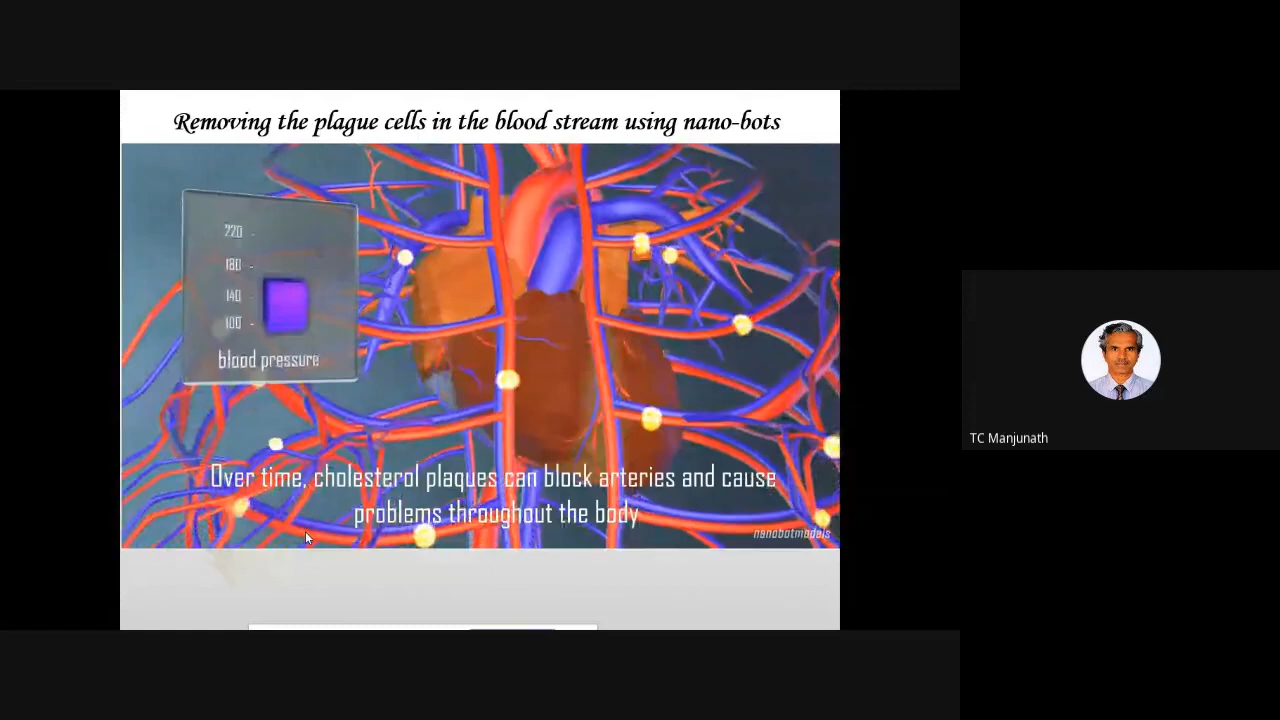 Removing the plague cells in the blood stream using nano-bots
220 -
180 -
140 -
100 -
blood pressure
Over time, cholesterol plaques can block arteries and cause
problems throughout the body
nanobotmodels
TC Manjunath